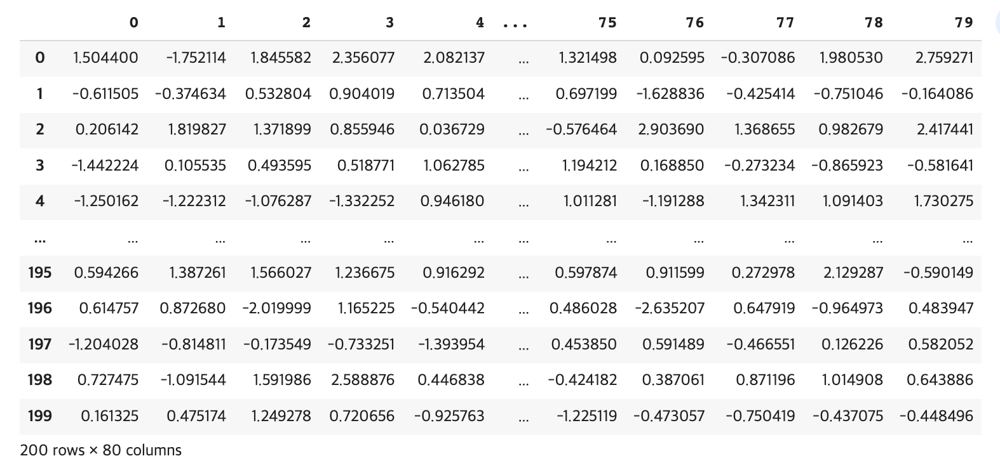 0 1 2 3 4 ... 75 76 77 78 79
0 1.504400 -1.752114 1.845582 2.356077 2.082137 ... 1.321498 0.092595 -0.307086 1.980530 2.759271
1 -0.611505 -0.374634 0.532804 0.904019 0.713504 ... 0.697199 -1.628836 -0.425414 -0.751046 -0.164086
2 0.206142 1.819827 1.371899 0.855946 0.036729 ... -0.576464 2.903690 1.368655 0.982679 2.417441
3 -1.442224 0.105535 0.493595 0.518771 1.062785 ... 1.194212 0.168850 -0.273234 -0.865923 -0.581641
4 -1.250162 -1.222312 -1.076287 -1.332252 0.946180 ... 1.011281 -1.191288 1.342311 1.091403 1.730275
... ... ... ... ... ... ... ... ... ... ... ...
195 0.594266 1.387261 1.566027 1.236675 0.916292 ... 0.597874 0.911599 0.272978 2.129287 -0.590149
196 0.614757 0.872680 -2.019999 1.165225 -0.540442 ... 0.486028 -2.635207 0.647919 -0.964973 0.483947
197 -1.204028 -0.814811 -0.173549 -0.733251 -1.393954 ... 0.453850 0.591489 -0.466551 0.126226 0.582052
198 0.727475 -1.091544 1.591986 2.588876 0.446838 ... -0.424182 0.387061 0.871196 1.014908 0.643886
199 0.161325 0.475174 1.249278 0.720656 -0.925763 ... -1.225119 -0.473057 -0.750419 -0.437075 -0.448496
200 rows × 80 columns